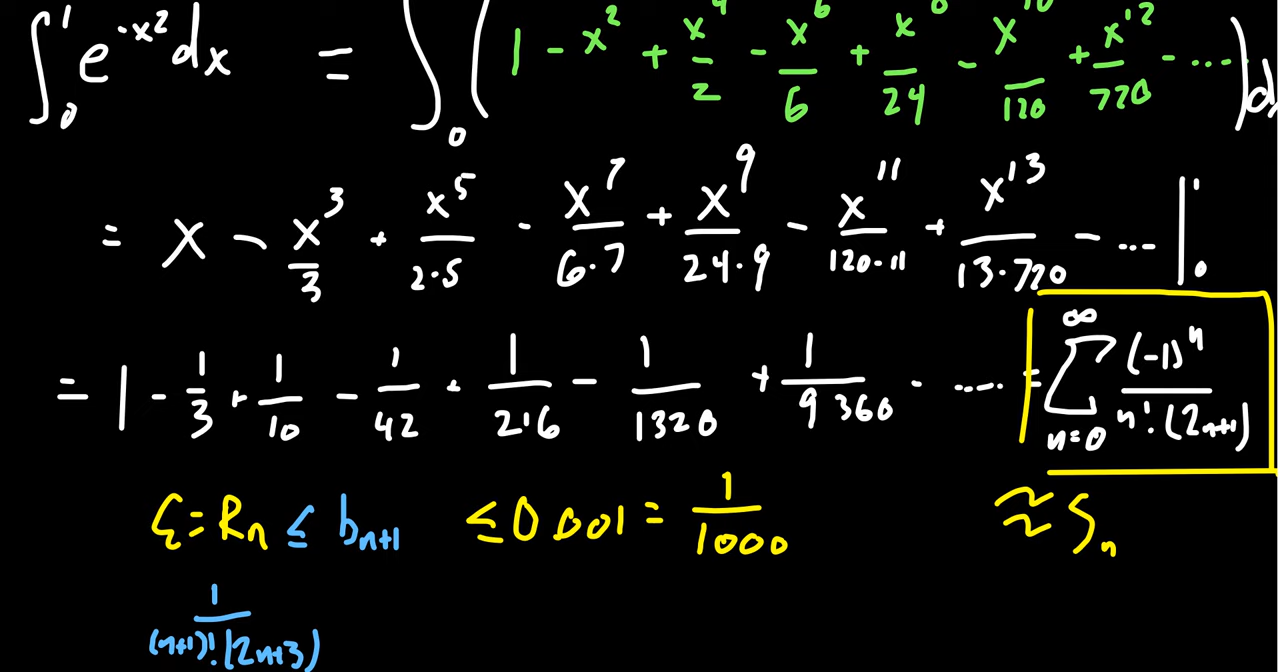 ∫₀¹ e^{-x²} dx = ∫₀ ( 1 - x² + x⁴/2 - x⁶/6 + x⁸/24 - x¹⁰/120 + x¹²/720 - .... ) d
= x - x³/3 + x⁵/(2·5) - x⁷/(6·7) + x⁹/(24·9) - x¹¹/(120·11) + x¹³/(13·720) - ... |₀¹
= 1 - 1/3 + 1/10 - 1/42 + 1/216 - 1/1320 + 1/9360 - ..... = ∑_{n=0}^{∞} (-1)ⁿ/(n!(2n+1))
ε = Rₙ ≤ bₙ₊₁ ≤ 0.001 = 1/1000 ≈ Sₙ
1/((n+1)!(2n+3))